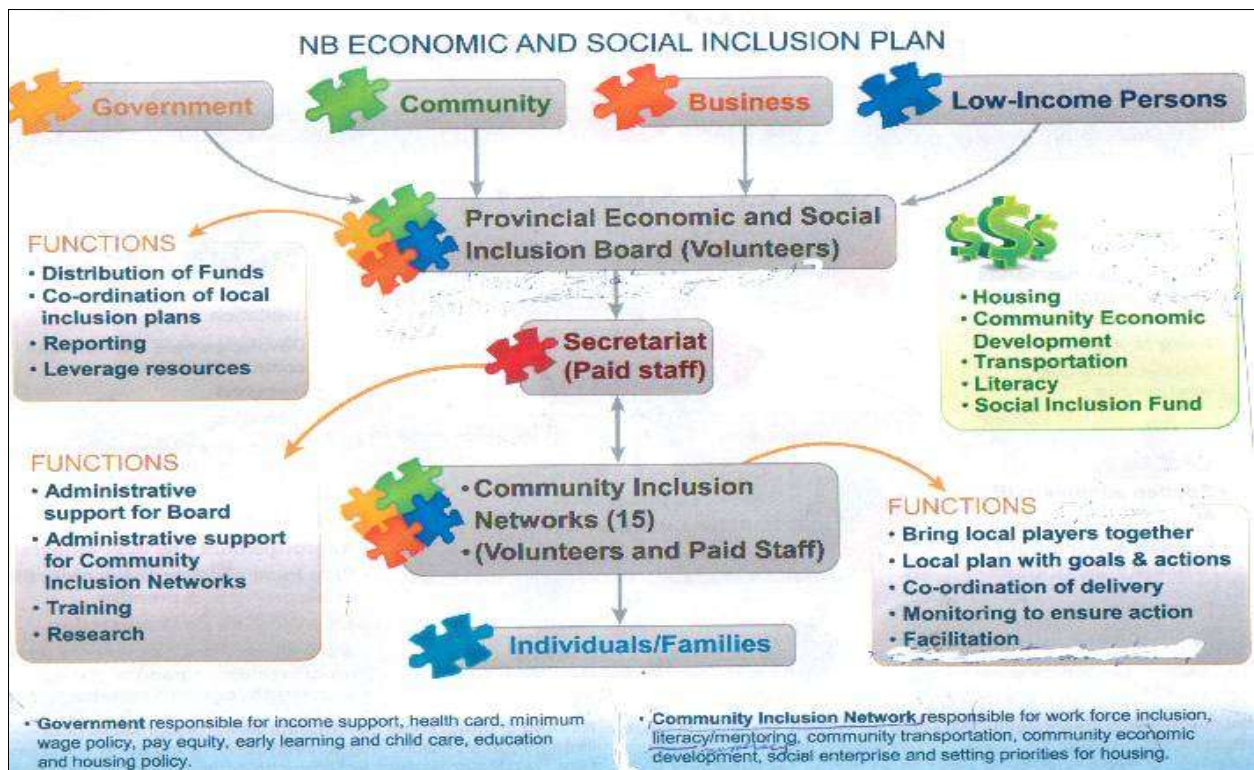 NB ECONOMIC AND SOCIAL INCLUSION PLAN
Government
Community
Business
Low-Income Persons
Provincial Economic and Social
Inclusion Board (Volunteers)
FUNCTIONS
• Distribution of Funds
• Co-ordination of local
inclusion plans
• Reporting
• Leverage resources
$$$
• Housing
• Community Economic
Development
• Transportation
• Literacy
• Social Inclusion Fund
Secretariat
(Paid staff)
FUNCTIONS
• Administrative
support for Board
• Administrative support
for Community
Inclusion Networks
• Training
• Research
• Community Inclusion
Networks (15)
• (Volunteers and Paid Staff)
FUNCTIONS
• Bring local players together
• Local plan with goals & actions
• Co-ordination of delivery
• Monitoring to ensure action
• Facilitation
Individuals/Families
• Government responsible for income support, health card, minimum
wage policy, pay equity, early learning and child care, education
and housing policy.
• Community Inclusion Network responsible for work force inclusion,
literacy/mentoring, community transportation, community economic
development, social enterprise and setting priorities for housing.